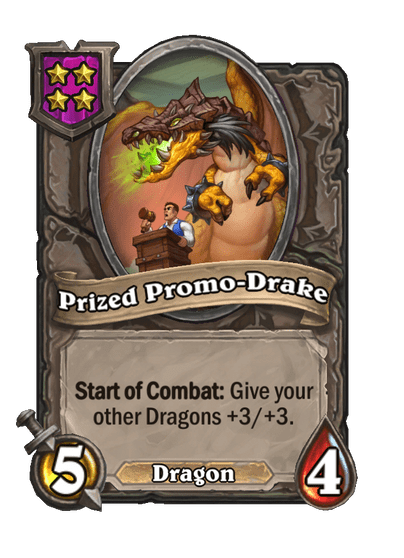 Prized Promo-Drake
Start of Combat: Give your
other Dragons +3/+3.
5
Dragon
4